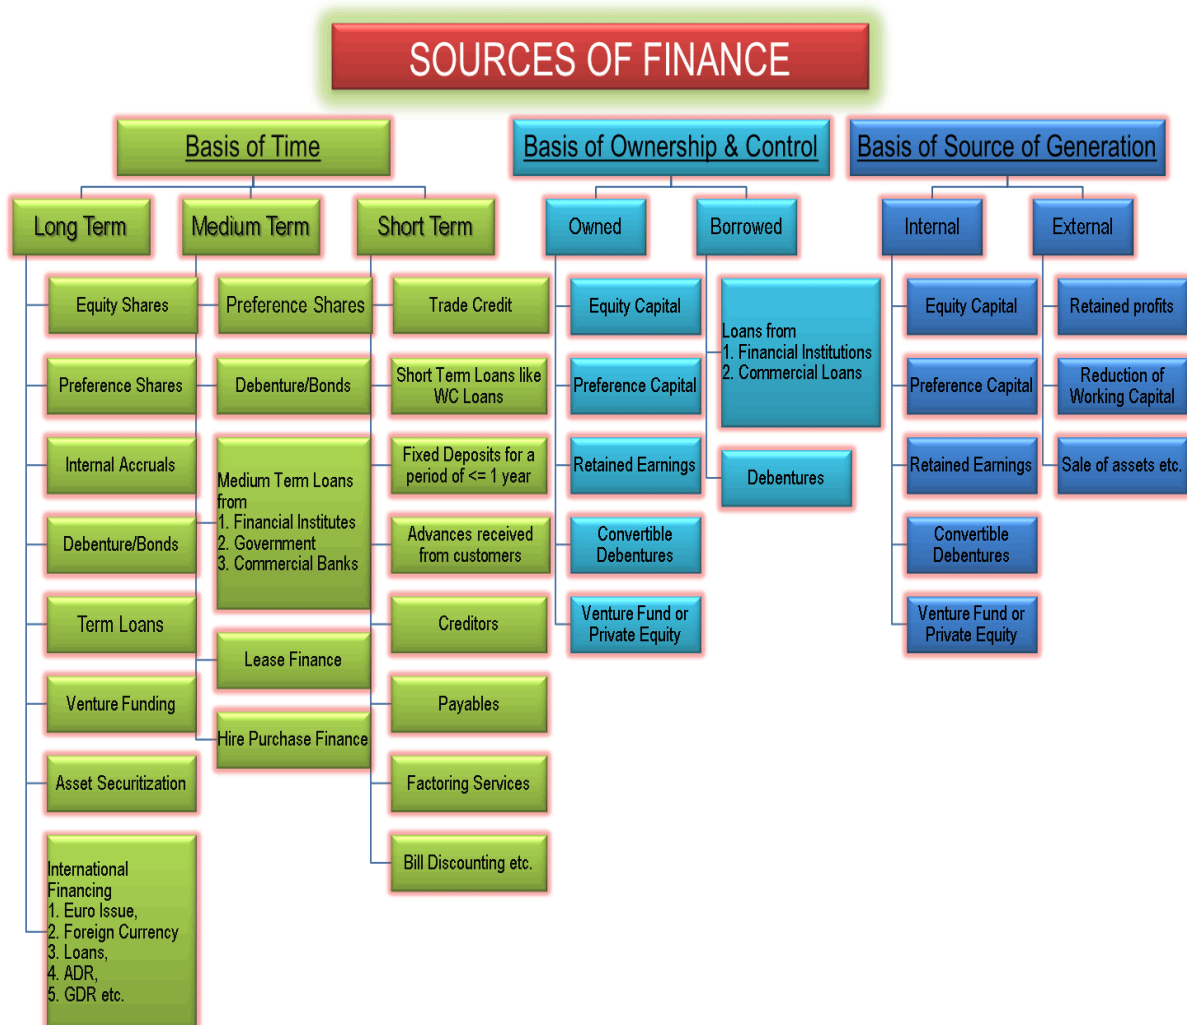 SOURCES OF FINANCE
Basis of Time
Long Term
Equity Shares
Preference Shares
Internal Accruals
Debenture/Bonds
Term Loans
Venture Funding
Asset Securitization
International
Financing
1. Euro Issue,
2. Foreign Currency
3. Loans,
4. ADR,
5. GDR etc.
Medium Term
Preference Shares
Debenture/Bonds
Medium Term Loans
from
1. Financial Institutes
2. Government
3. Commercial Banks
Lease Finance
Hire Purchase Finance
Short Term
Trade Credit
Short Term Loans like
WC Loans
Fixed Deposits for a
period of <= 1 year
Advances received
from customers
Creditors
Payables
Factoring Services
Bill Discounting etc.
Basis of Ownership & Control
Owned
Equity Capital
Preference Capital
Retained Earnings
Convertible
Debentures
Venture Fund or
Private Equity
Borrowed
Loans from
1. Financial Institutions
2. Commercial Loans
Debentures
Basis of Source of Generation
Internal
Equity Capital
Preference Capital
Retained Earnings
Convertible
Debentures
Venture Fund or
Private Equity
External
Retained profits
Reduction of
Working Capital
Sale of assets etc.